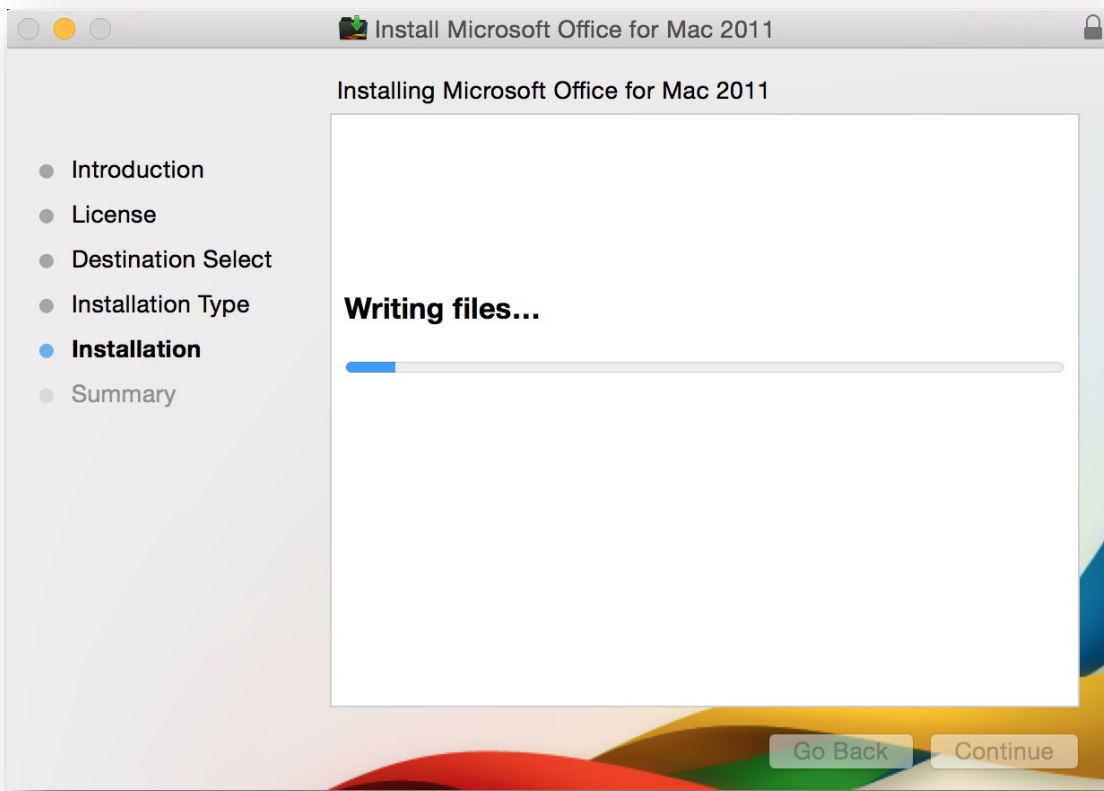 Install Microsoft Office for Mac 2011
Installing Microsoft Office for Mac 2011
Introduction
License
Destination Select
Installation Type
Installation
Summary
Writing files...
Go Back
Continue